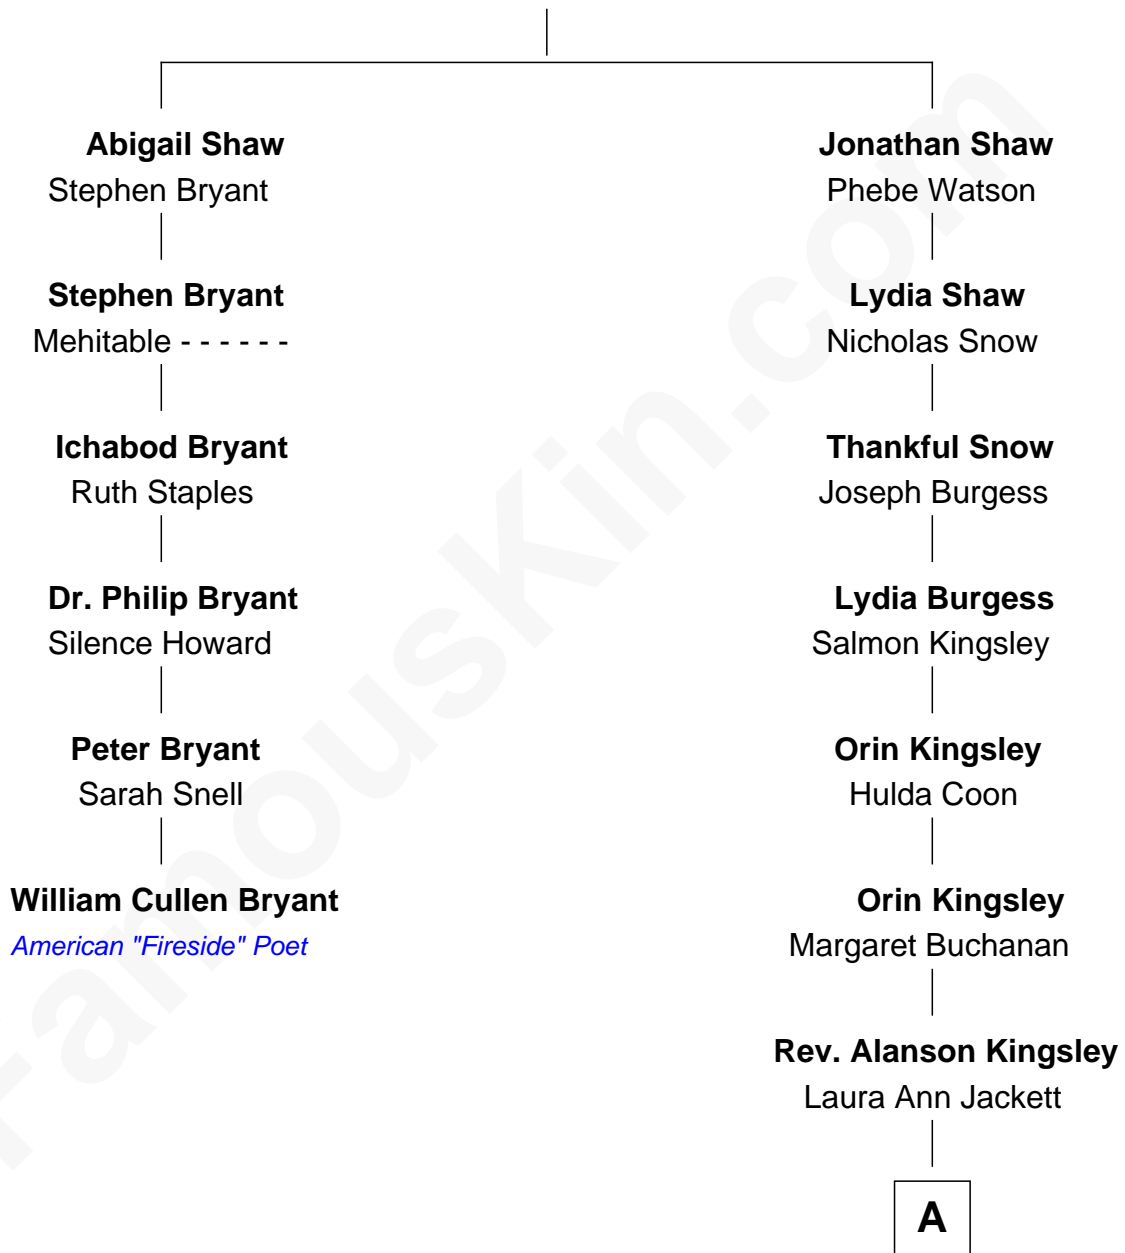 Abigail Shaw
Stephen Bryant
Stephen Bryant
Mehitable - - - - - -
Ichabod Bryant
Ruth Staples
Dr. Philip Bryant
Silence Howard
Peter Bryant
Sarah Snell
William Cullen Bryant
American "Fireside" Poet
Jonathan Shaw
Phebe Watson
Lydia Shaw
Nicholas Snow
Thankful Snow
Joseph Burgess
Lydia Burgess
Salmon Kingsley
Orin Kingsley
Hulda Coon
Orin Kingsley
Margaret Buchanan
Rev. Alanson Kingsley
Laura Ann Jackett
A
FamousKin.com